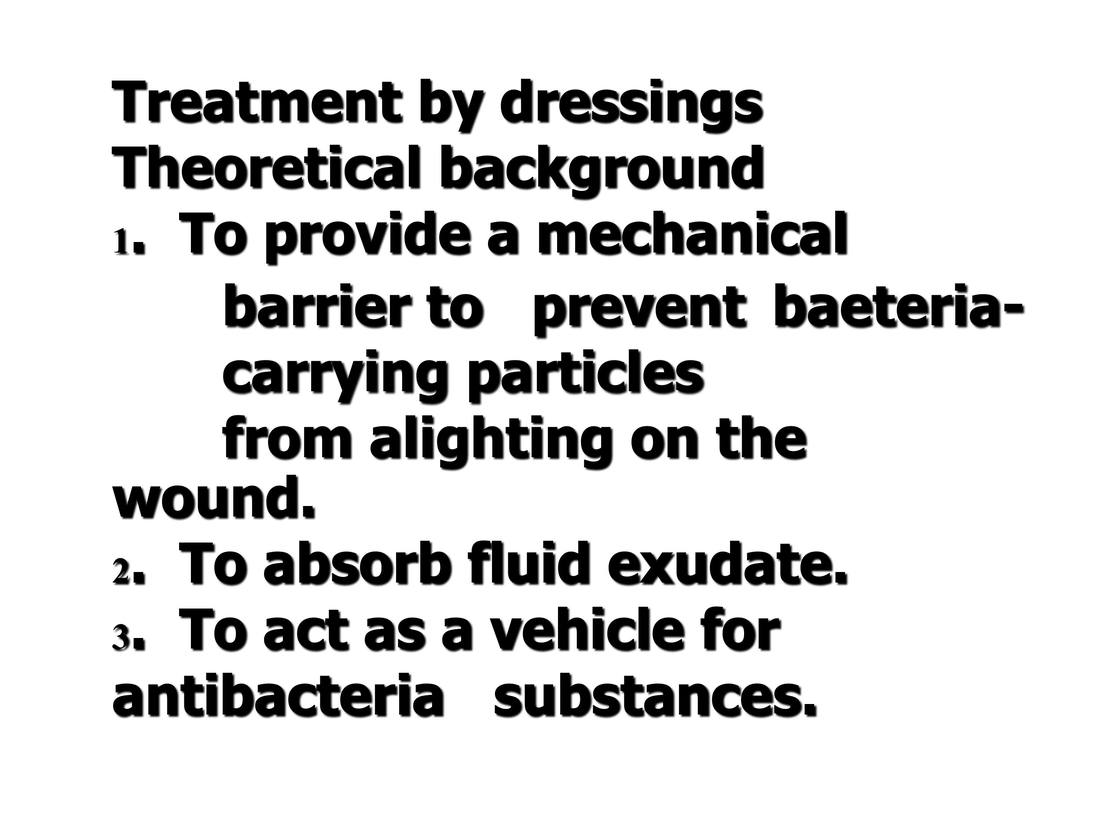 Treatment by dressings
Theoretical background
1. To provide a mechanical
barrier to prevent baeteria-
carrying particles
from alighting on the
wound.
2. To absorb fluid exudate.
3. To act as a vehicle for
antibacteria substances.